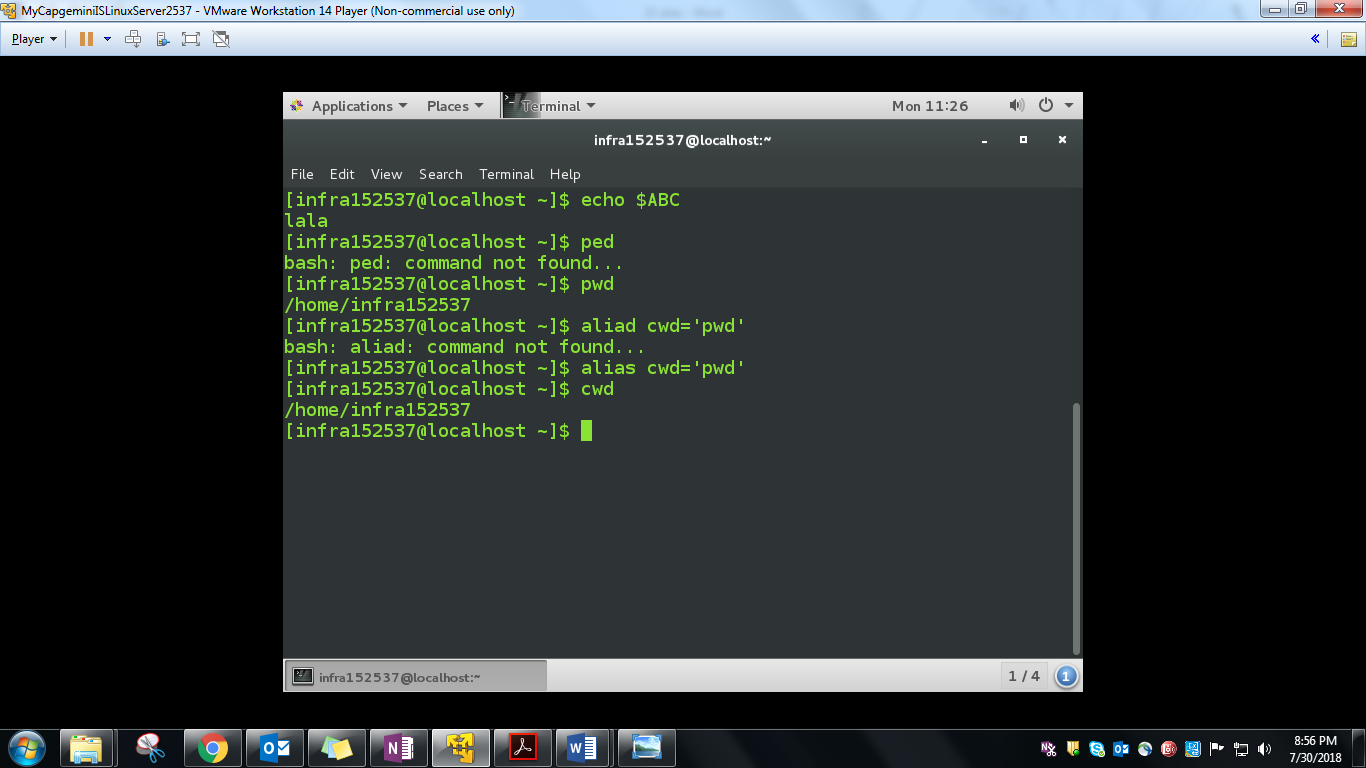 MyCapgeminiISLinuxServer2537 - VMware Workstation 14 Player (Non-commercial use only)
Player
Applications Places Terminal Mon 11:26
infra152537@localhost:~
File Edit View Search Terminal Help
[infra152537@localhost ~]$ echo $ABC
lala
[infra152537@localhost ~]$ ped
bash: ped: command not found...
[infra152537@localhost ~]$ pwd
/home/infra152537
[infra152537@localhost ~]$ aliad cwd='pwd'
bash: aliad: command not found...
[infra152537@localhost ~]$ alias cwd='pwd'
[infra152537@localhost ~]$ cwd
/home/infra152537
[infra152537@localhost ~]$
infra152537@localhost:~ 1 / 4 1
8:56 PM
7/30/2018